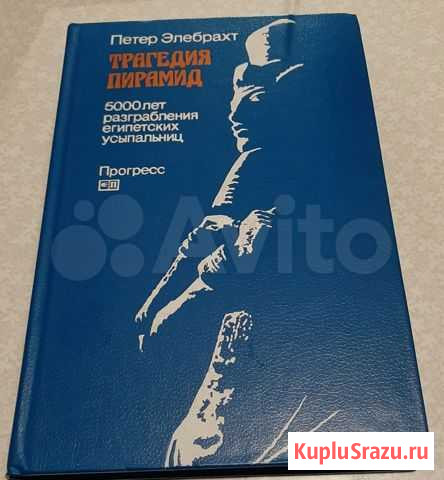 Петер Элебрахт
ТРАГЕДИЯ
ПИРАМИД
5000 лет
разграбления
египетских
усыпальниц
Прогресс
Avito
KupluSrazu.ru